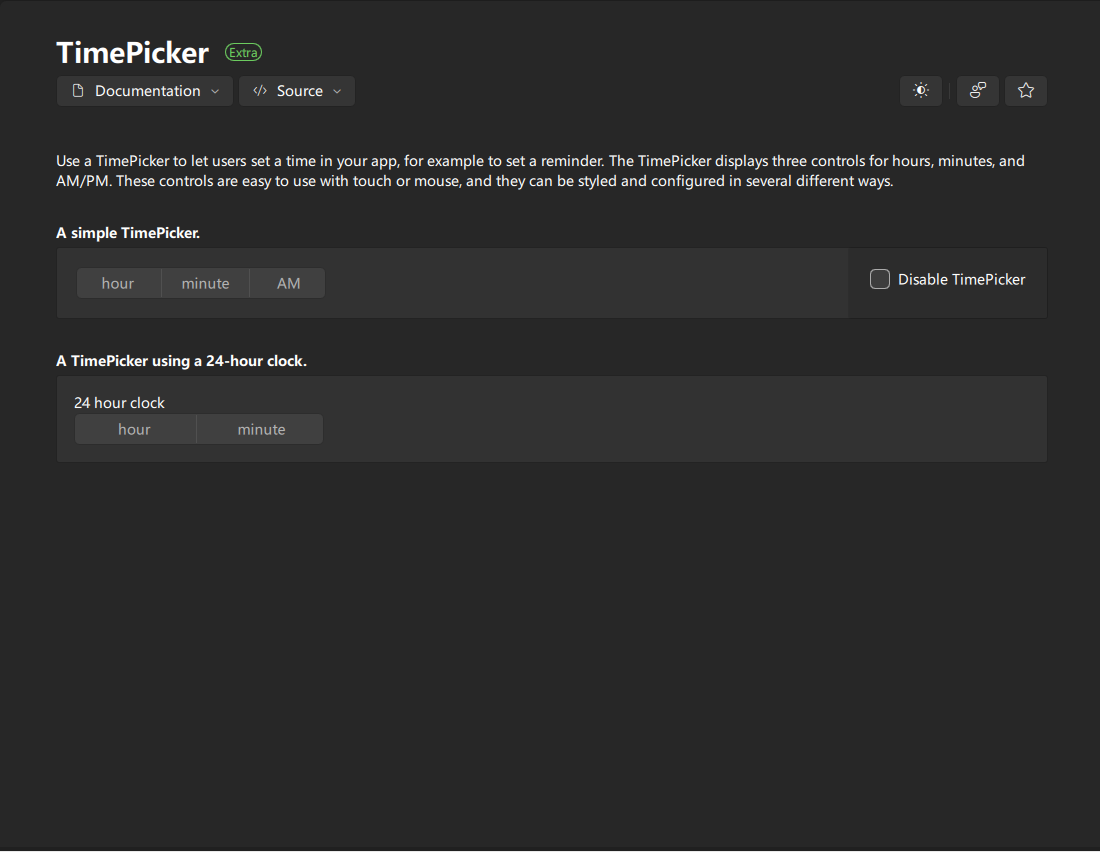 TimePicker Extra
Documentation Source
Use a TimePicker to let users set a time in your app, for example to set a reminder. The TimePicker displays three controls for hours, minutes, and
AM/PM. These controls are easy to use with touch or mouse, and they can be styled and configured in several different ways.
A simple TimePicker.
hour minute AM Disable TimePicker
A TimePicker using a 24-hour clock.
24 hour clock
hour minute